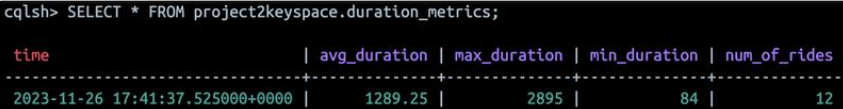 cqlsh> SELECT * FROM project2keyspace.duration_metrics;
time | avg_duration | max_duration | min_duration | num_of_rides
---------------------------------+--------------+--------------+--------------+--------------
2023-11-26 17:41:37.525000+0000 | 1289.25 | 2895 | 84 | 12